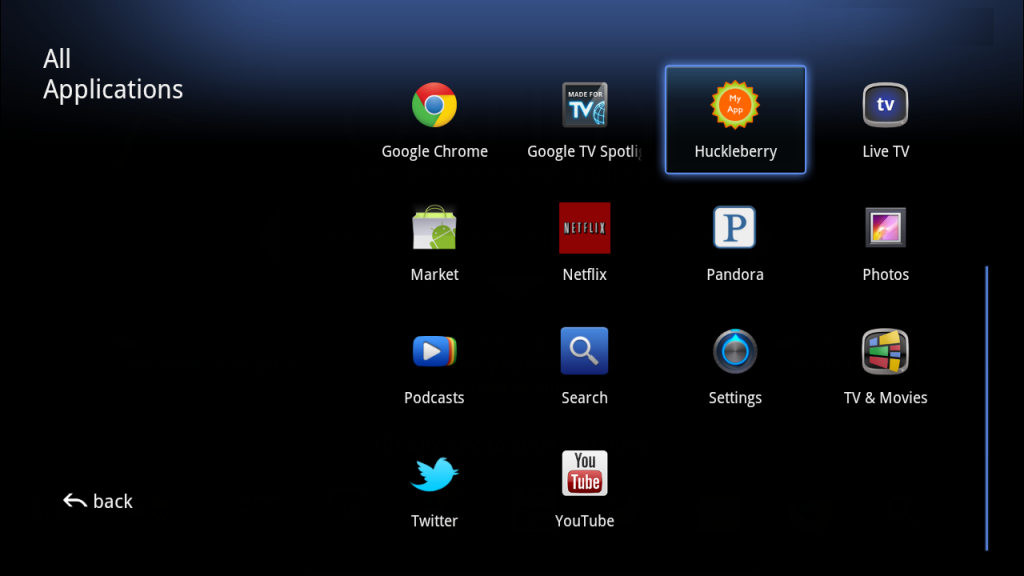 All
Applications
MADE FOR
TV
My
App
tv
Google Chrome
Google TV Spotli
Huckleberry
Live TV
NETFLIX
P
Market
Netflix
Pandora
Photos
Podcasts
Search
Settings
TV & Movies
You
Tube
back
Twitter
YouTube